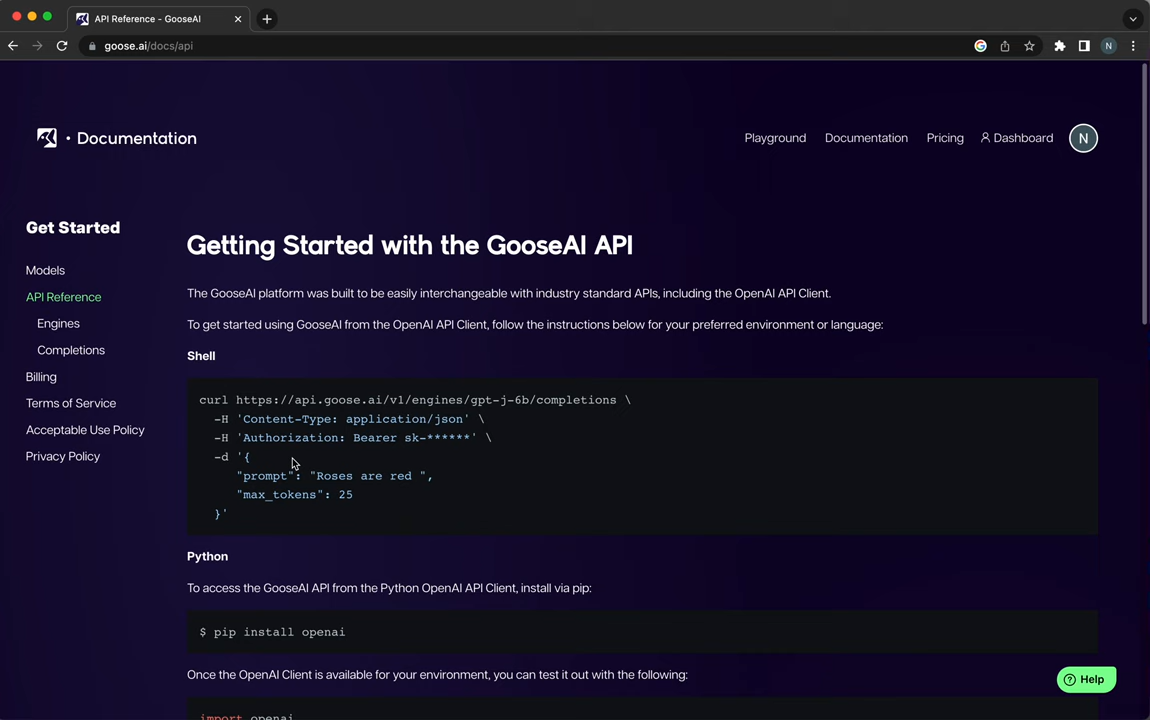 API Reference - GooseAI
goose.ai/docs/api
N
• Documentation
Playground
Documentation
Pricing
Dashboard
N
Get Started
Models
API Reference
Engines
Completions
Billing
Terms of Service
Acceptable Use Policy
Privacy Policy
Getting Started with the GooseAI API
The GooseAI platform was built to be easily interchangeable with industry standard APIs, including the OpenAI API Client.
To get started using GooseAI from the OpenAI API Client, follow the instructions below for your preferred environment or language:
Shell
curl https://api.goose.ai/v1/engines/gpt-j-6b/completions \
-H 'Content-Type: application/json' \
-H 'Authorization: Bearer sk-******' \
-d '{
"prompt": "Roses are red ",
"max_tokens": 25
}'
Python
To access the GooseAI API from the Python OpenAI API Client, install via pip:
$ pip install openai
Once the OpenAI Client is available for your environment, you can test it out with the following:
import openai
Help